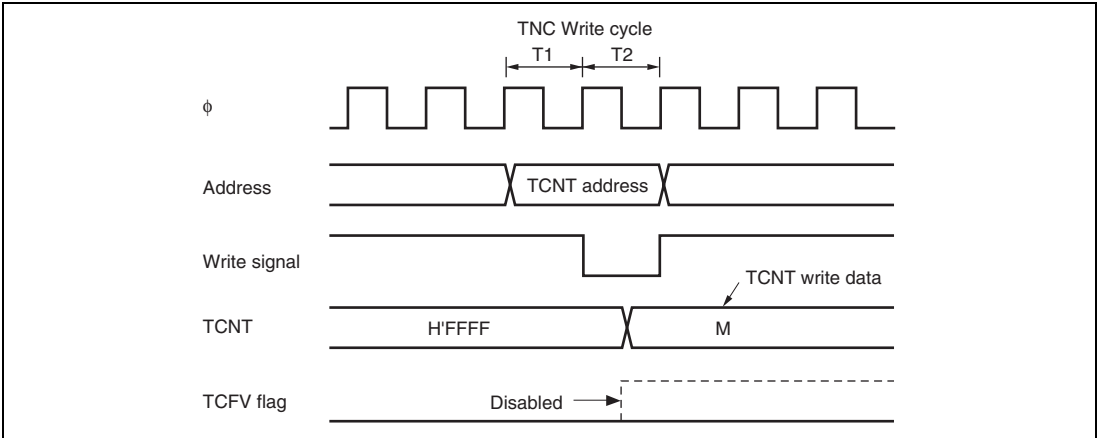 TNC Write cycle
T1 T2
ϕ
Address
TCNT address
Write signal
TCNT write data
TCNT
H'FFFF
M
TCFV flag
Disabled